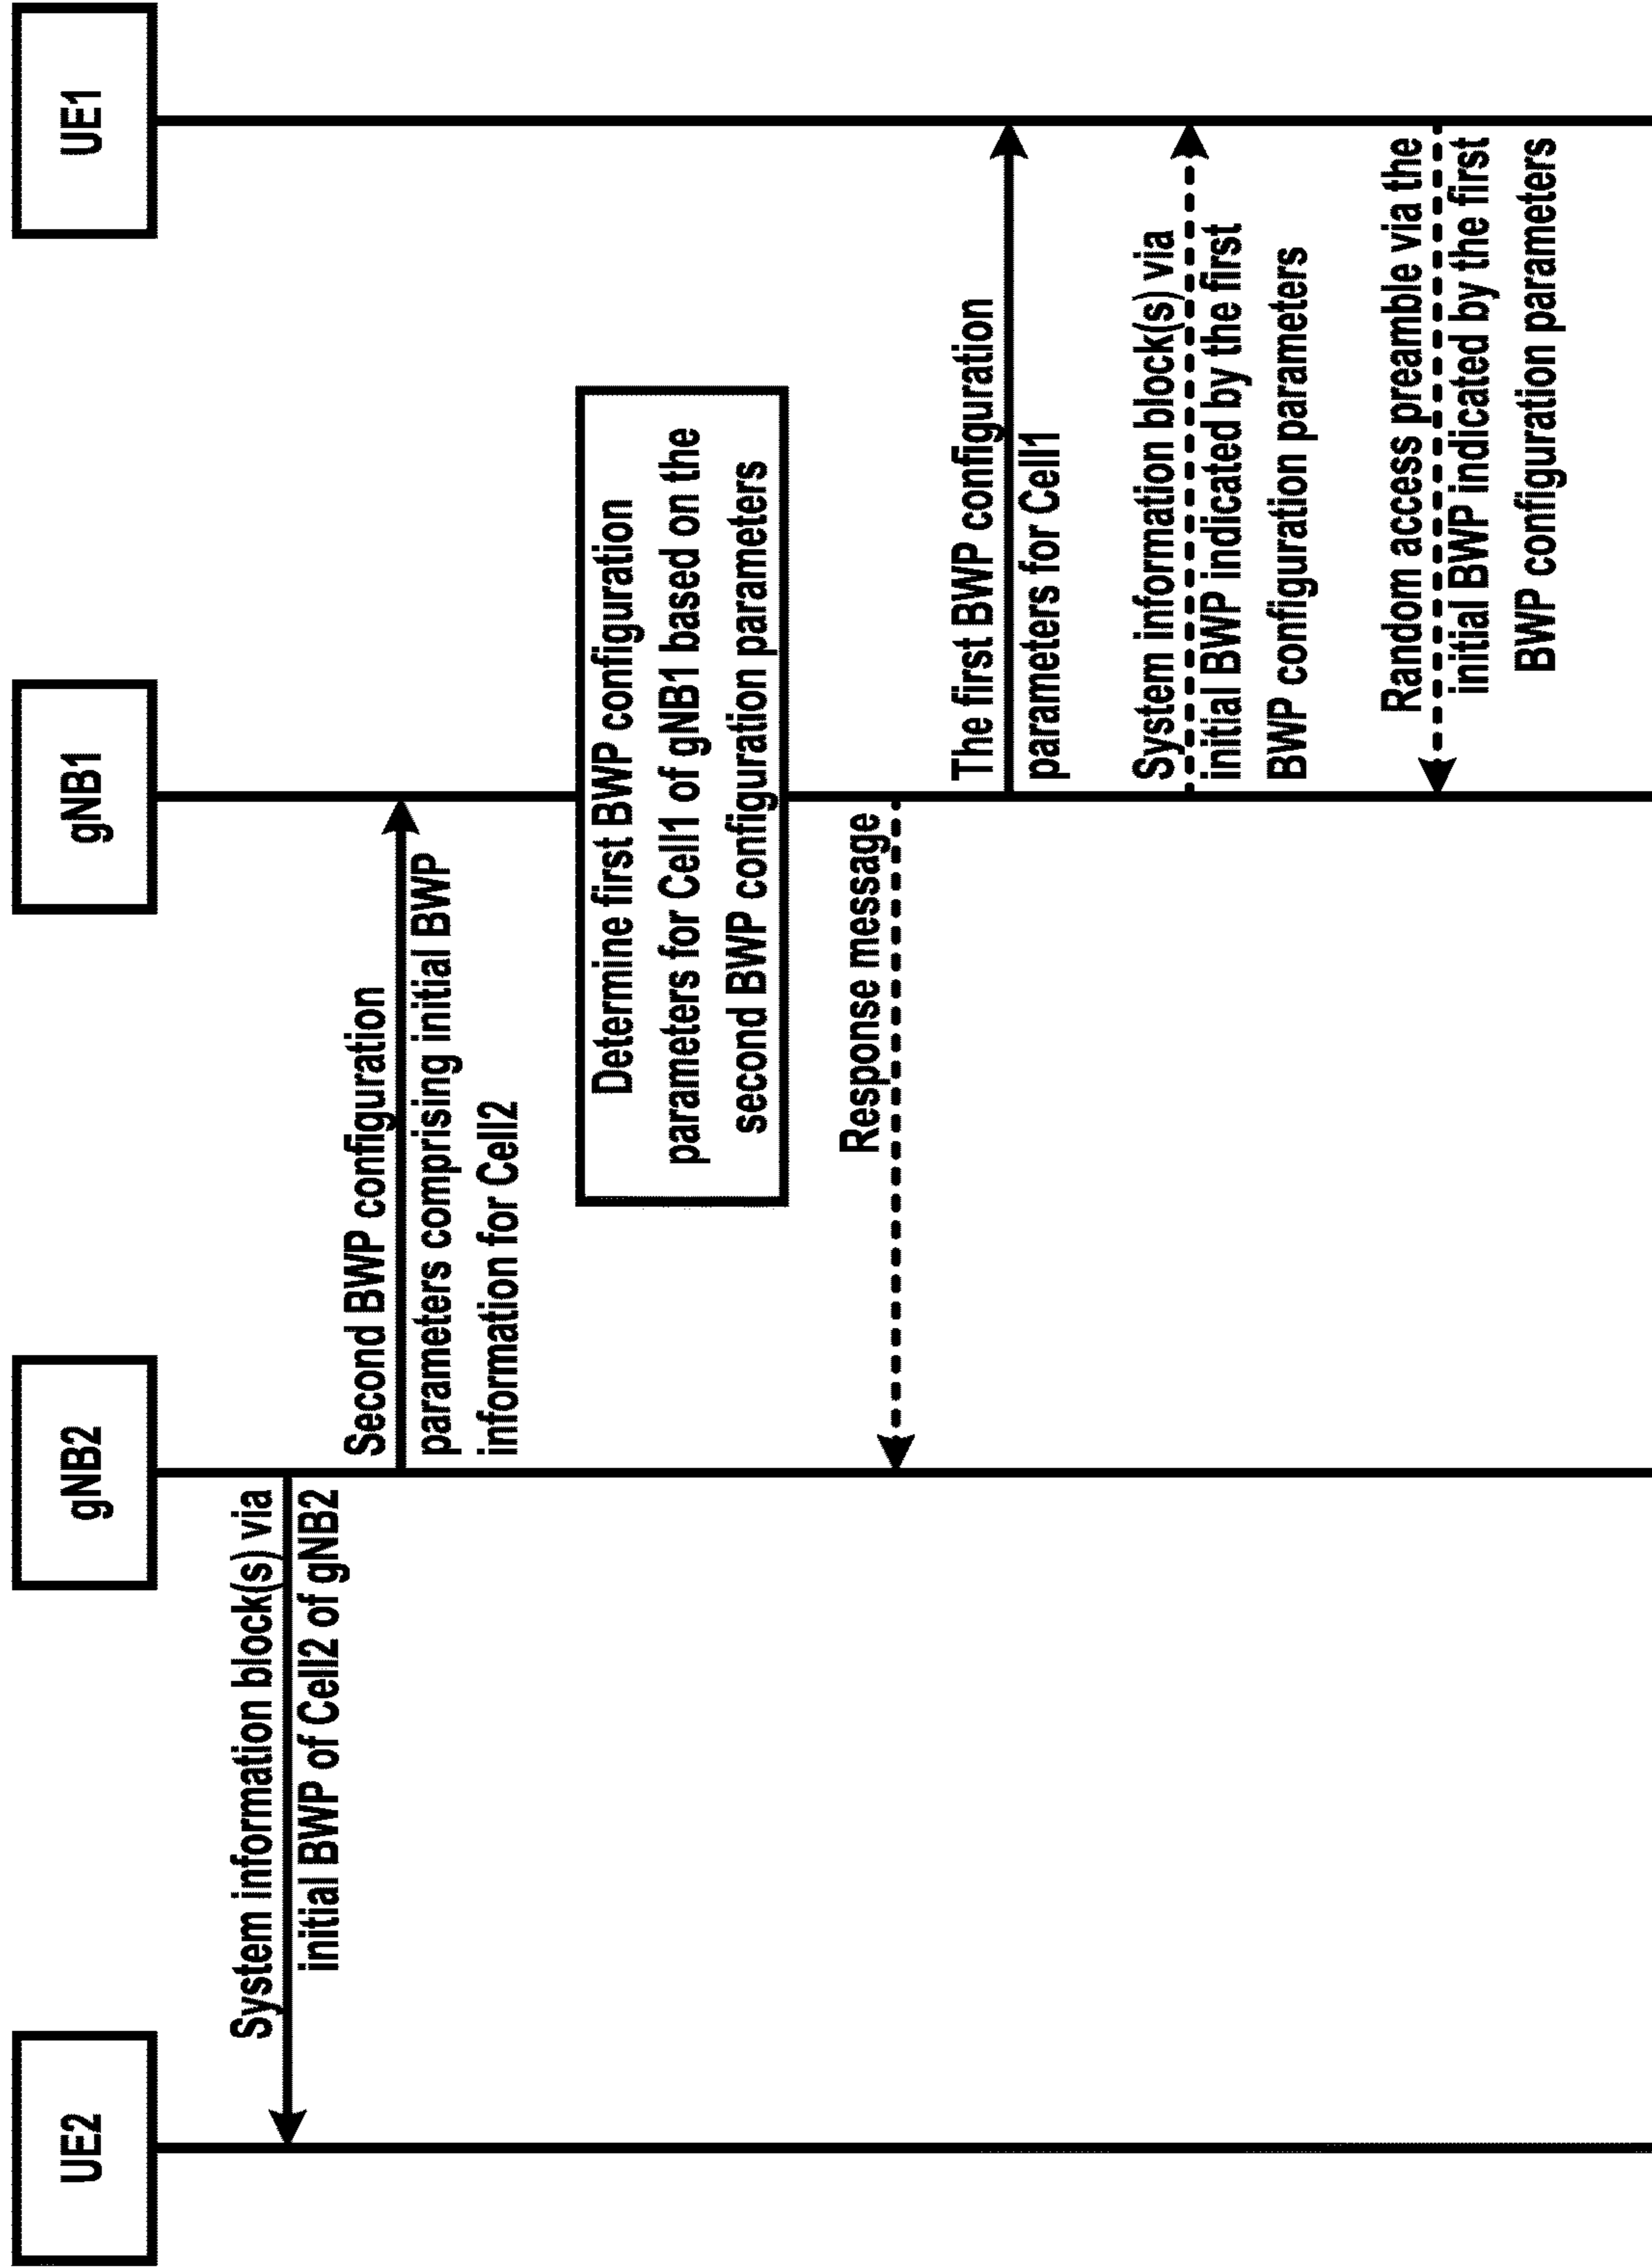 UE2
gNB2
gNB1
UE1
System information block(s) via
initial BWP of Cell2 of gNB2
Second BWP configuration
parameters comprising initial BWP
information for Cell2
Determine first BWP configuration
parameters for Cell1 of gNB1 based on the
second BWP configuration parameters
Response message
The first BWP configuration
parameters for Cell1
System information block(s) via
initial BWP indicated by the first
BWP configuration parameters
Random access preamble via the
initial BWP indicated by the first
BWP configuration parameters